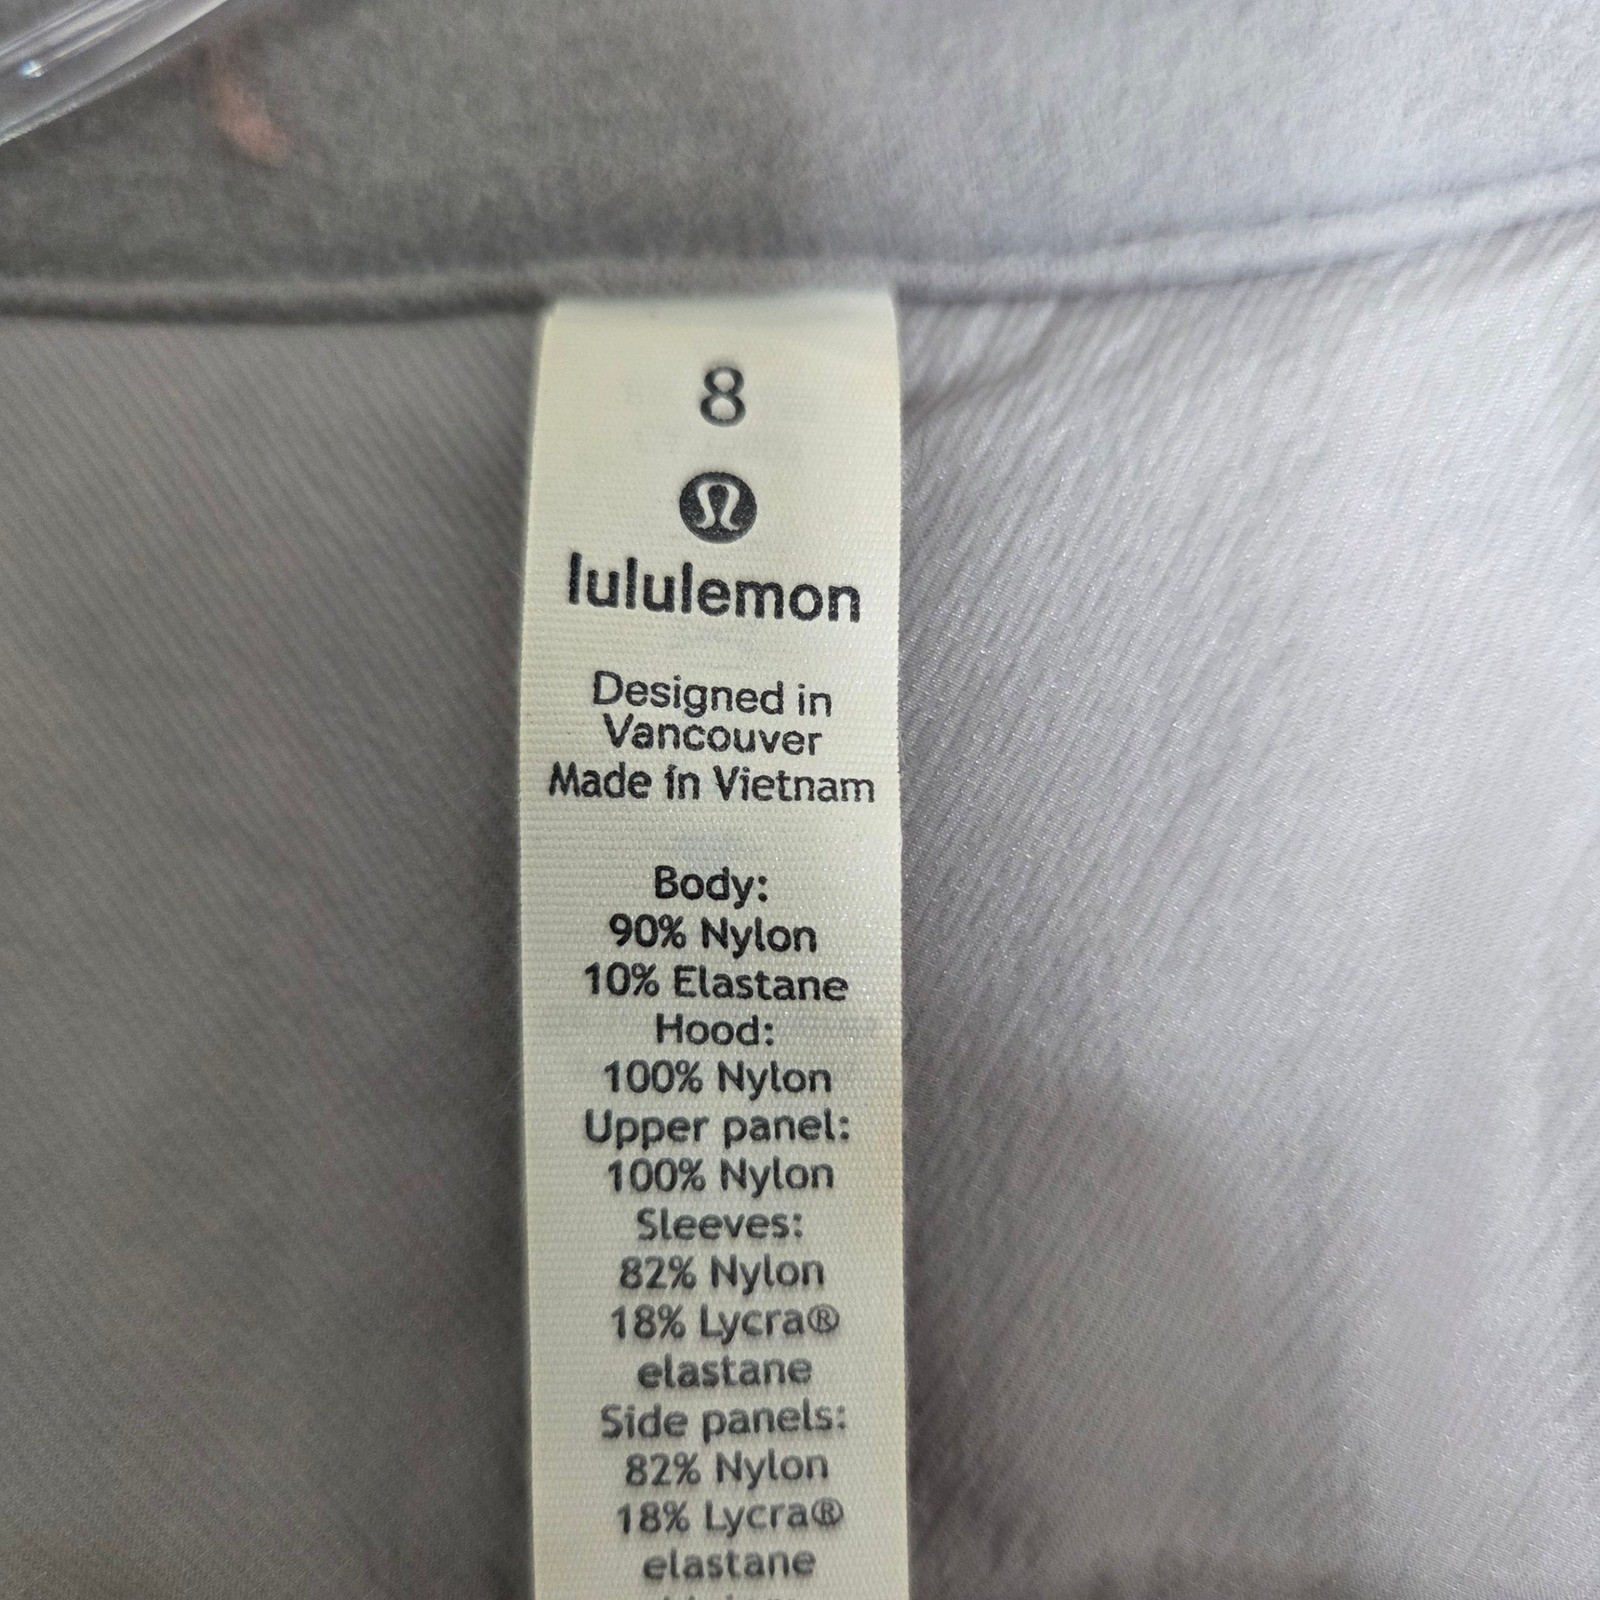 8
lululemon
Designed in
Vancouver
Made in Vietnam
Body:
90% Nylon
10% Elastane
Hood:
100% Nylon
Upper panel:
100% Nylon
Sleeves:
82% Nylon
18% Lycra®
elastane
Side panels:
82% Nylon
18% Lycra®
elastane